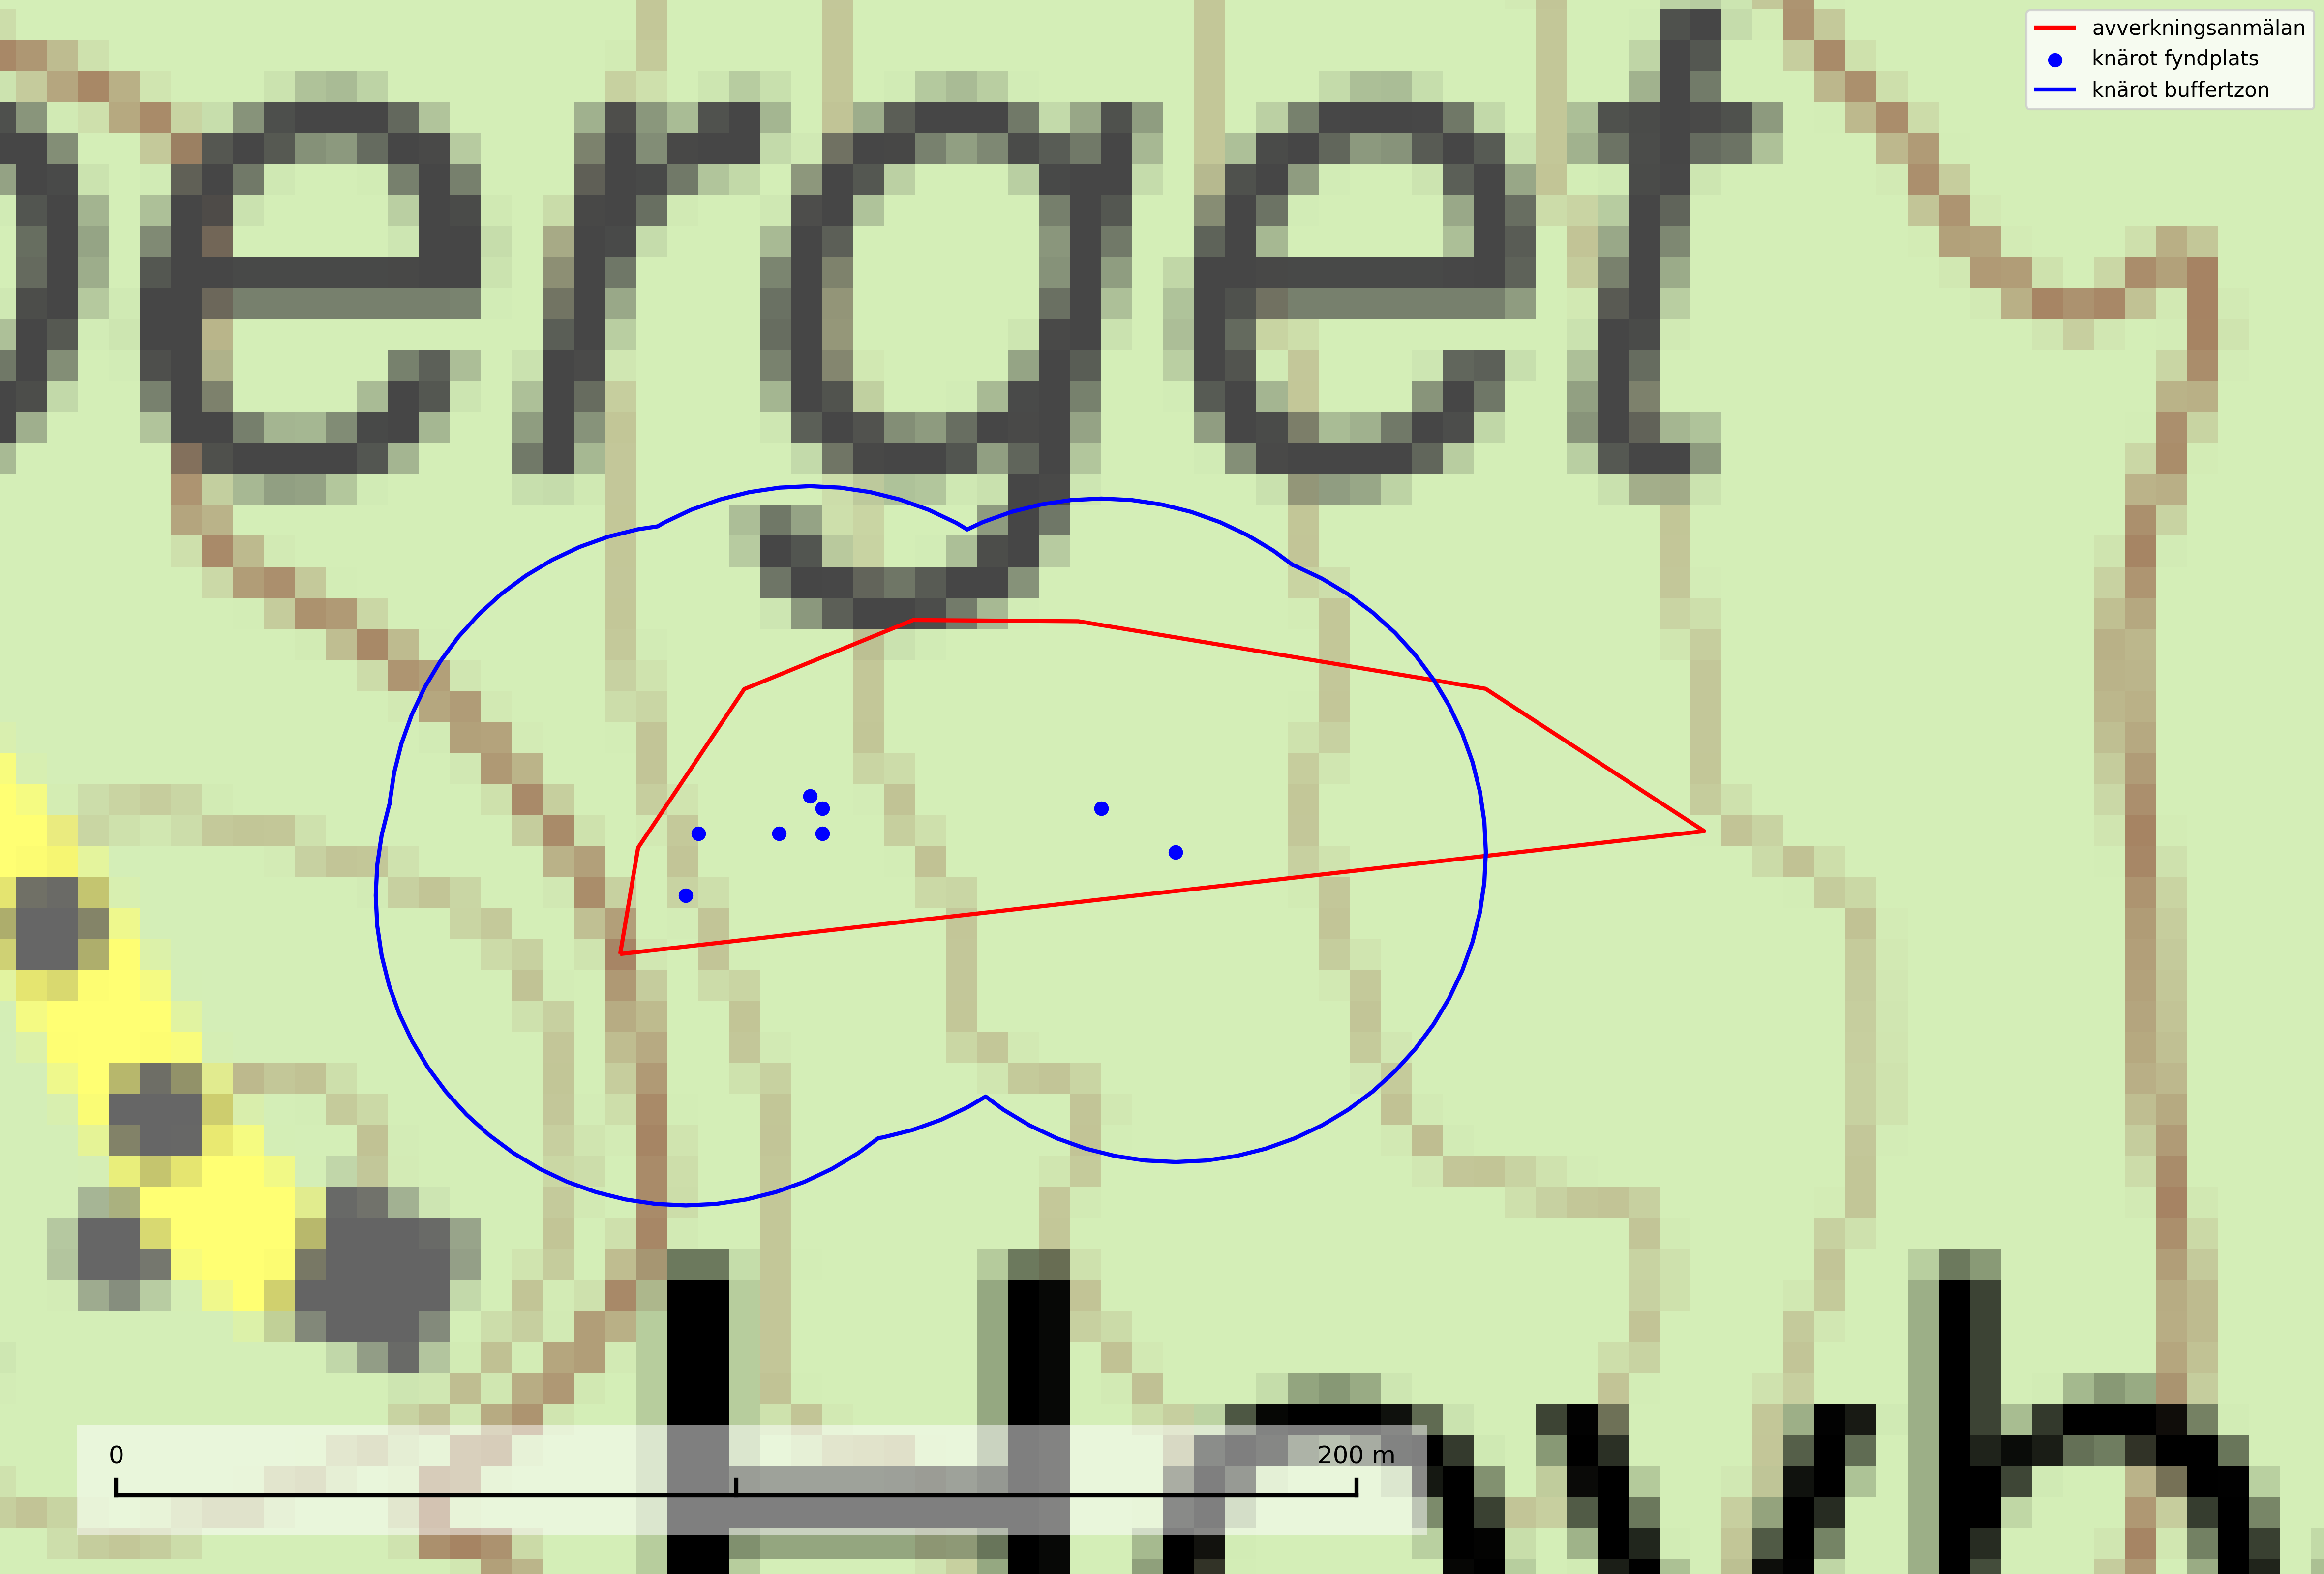 avverkningsanmälan
knärot fyndplats
knärot buffertzon
erget
0 200 m